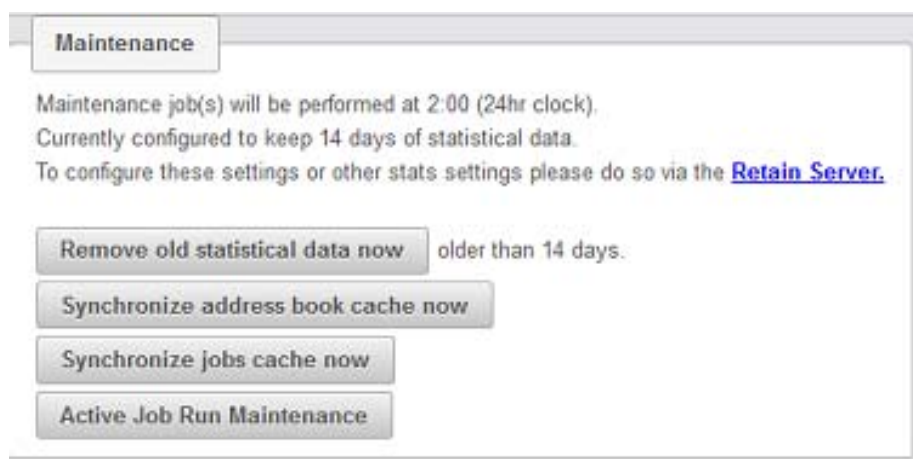 Maintenance
Maintenance job(s) will be performed at 2:00 (24hr clock).
Currently configured to keep 14 days of statistical data.
To configure these settings or other stats settings please do so via the Retain Server.
Remove old statistical data now older than 14 days.
Synchronize address book cache now
Synchronize jobs cache now
Active Job Run Maintenance